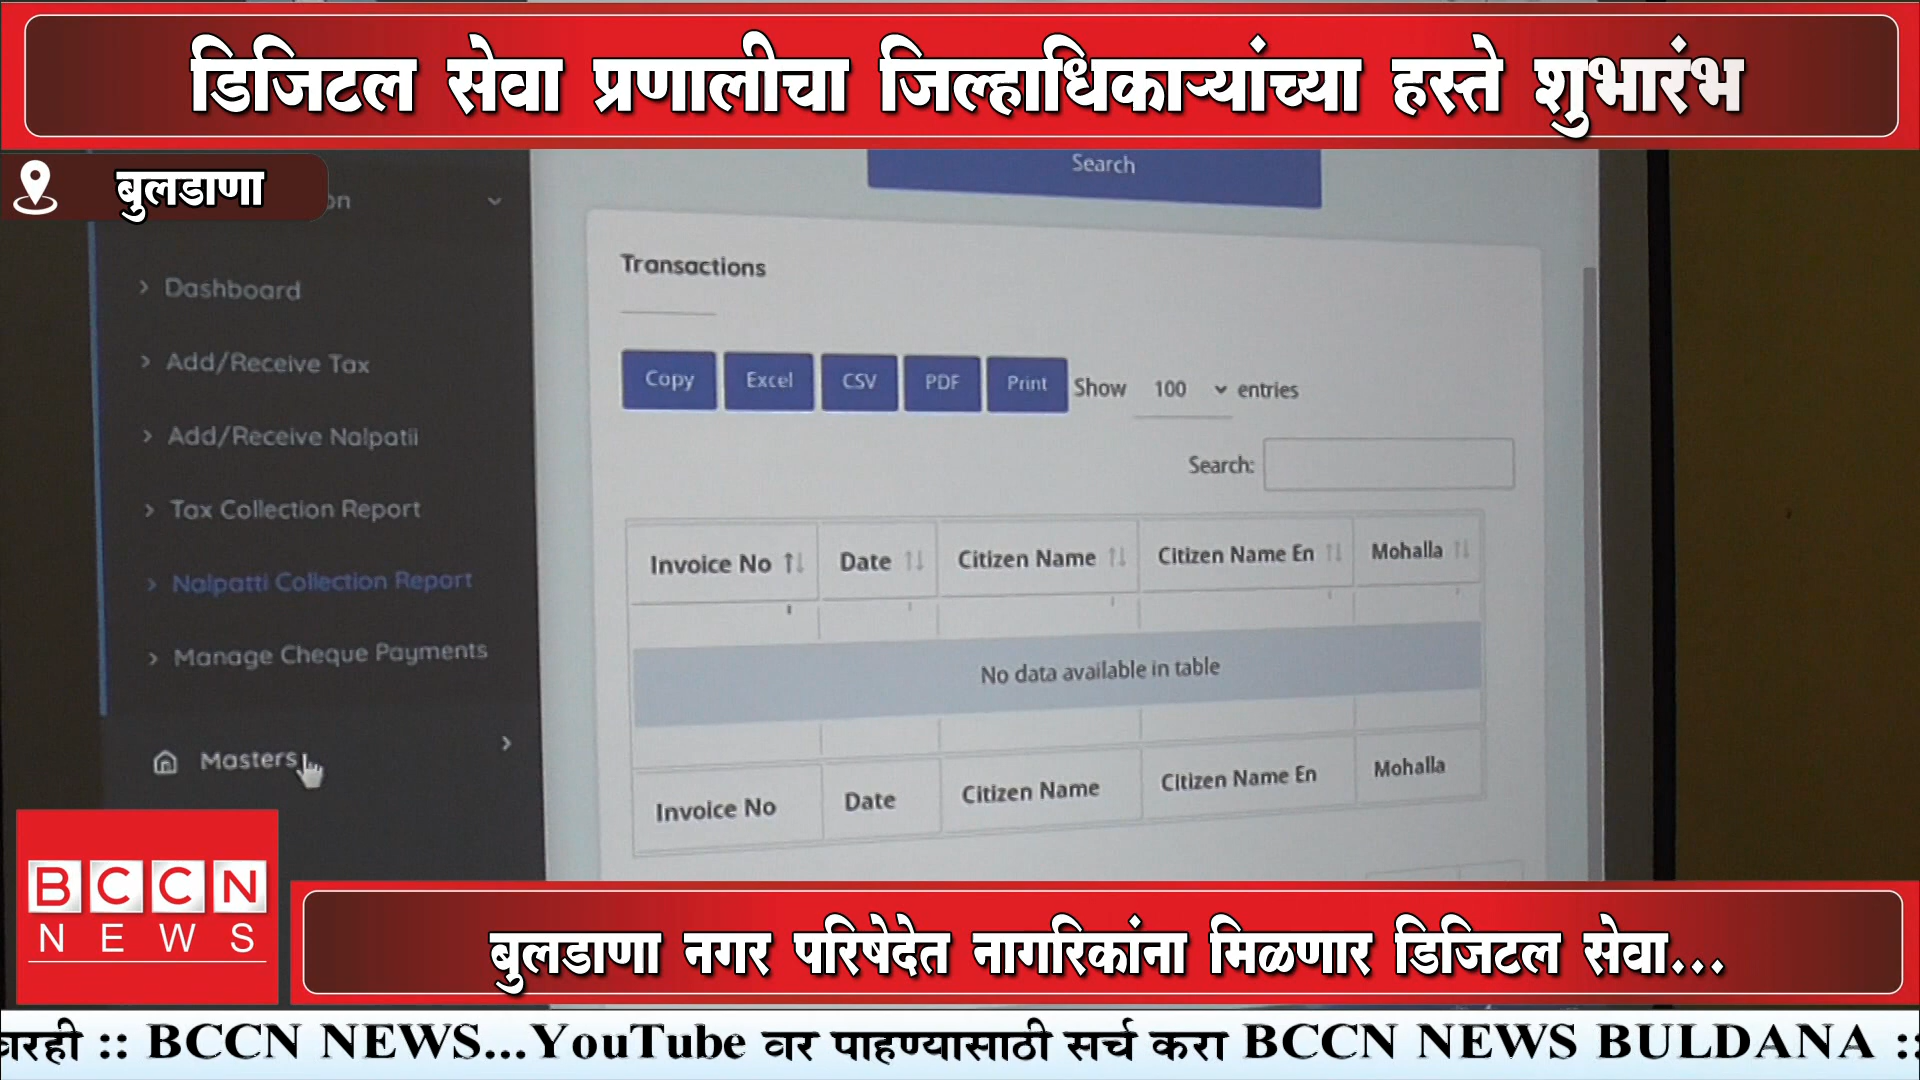 डिजिटल सेवा प्रणालीचा जिल्हाधिकाऱ्यांच्या हस्ते शुभारंभ
बुलडाणा
Search
Dashboard
Add/Receive Tax
Add/Receive Nalpatii
Tax Collection Report
Nalpatti Collection Report
Manage Cheque Payments
Masters
Transactions
Copy Excel CSV PDF Print Show 100 entries
Search:
Invoice No Date Citizen Name Citizen Name En Mohalla
No data available in table
Invoice No Date Citizen Name Citizen Name En Mohalla
BCCN
NEWS
बुलडाणा नगर परिषेदेत नागरिकांना मिळणार डिजिटल सेवा...
वरही :: BCCN NEWS...YouTube वर पाहण्यासाठी सर्च करा BCCN NEWS BULDANA ::